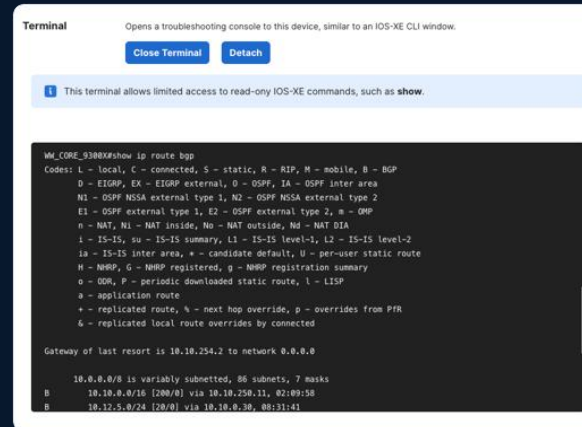 Terminal
Opens a troubleshooting console to this device, similar to an IOS-XE CLI window.
Close Terminal
Detach
i
This terminal allows limited access to read-ony IOS-XE commands, such as show.
WW_CORE_9300X#show ip route bgp
Codes: L - local, C - connected, S - static, R - RIP, M - mobile, B - BGP
D - EIGRP, EX - EIGRP external, O - OSPF, IA - OSPF inter area
N1 - OSPF NSSA external type 1, N2 - OSPF NSSA external type 2
E1 - OSPF external type 1, E2 - OSPF external type 2, m - OMP
n - NAT, Ni - NAT inside, No - NAT outside, Nd - NAT DIA
i - IS-IS, su - IS-IS summary, L1 - IS-IS level-1, L2 - IS-IS level-2
ia - IS-IS inter area, * - candidate default, U - per-user static route
H - NHRP, G - NHRP registered, g - NHRP registration summary
o - ODR, P - periodic downloaded static route, l - LISP
a - application route
+ - replicated route, % - next hop override, p - overrides from PfR
& - replicated local route overrides by connected
Gateway of last resort is 10.10.254.2 to network 0.0.0.0
10.0.0.0/8 is variably subnetted, 86 subnets, 7 masks
B 10.10.0.0/16 [200/0] via 10.10.250.11, 02:09:58
B 10.12.5.0/24 [20/0] via 10.10.0.30, 08:31:41